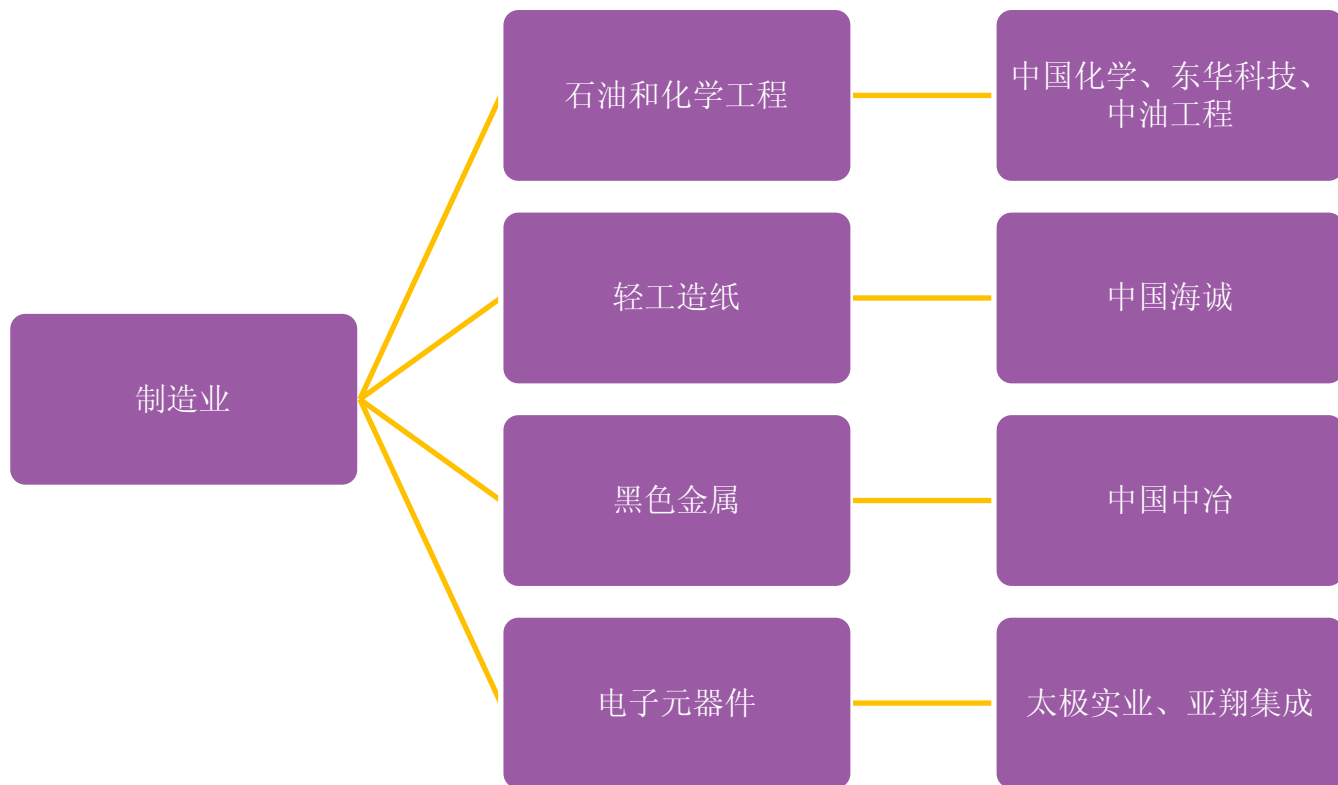 制造业
石油和化学工程
中国化学、东华科技、
中油工程
轻工造纸
中国海诚
黑色金属
中国中冶
电子元器件
太极实业、亚翔集成